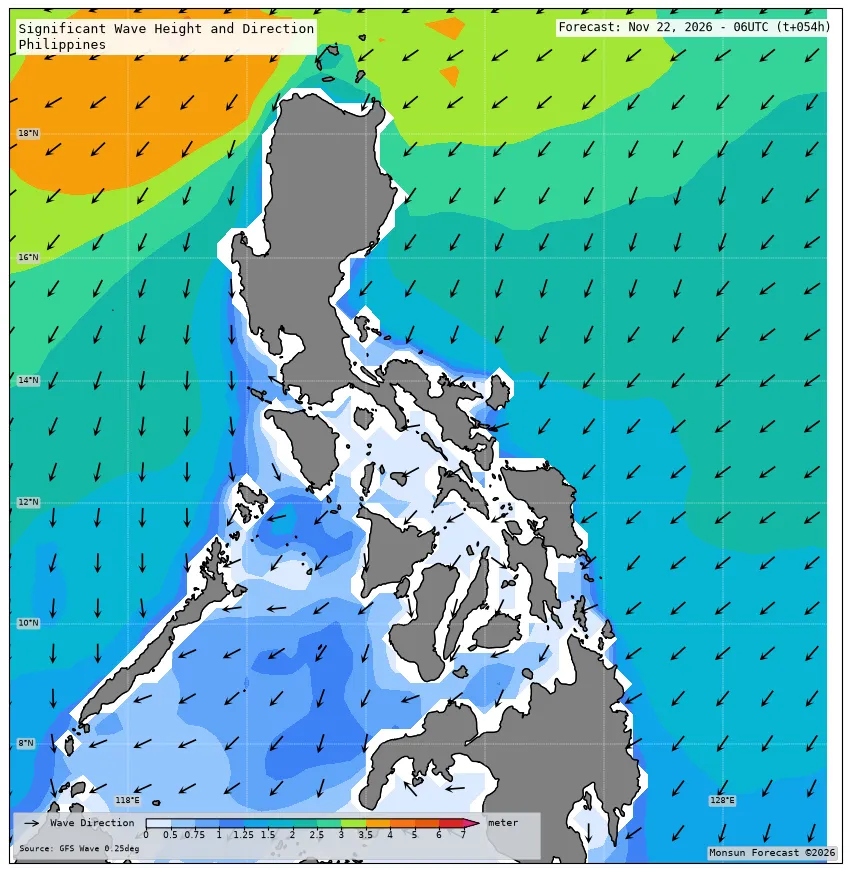 Significant Wave Height and Direction
Philippines
Forecast: Nov 22, 2026 - 06UTC (t+054h)
18°N
16°N
14°N
12°N
10°N
8°N
118°E
128°E
Wave Direction
0 0.5 0.75 1 1.25 1.5 2 2.5 3 3.5 4 5 6 7
meter
Source: GFS Wave 0.25deg
Monsun Forecast ©2026